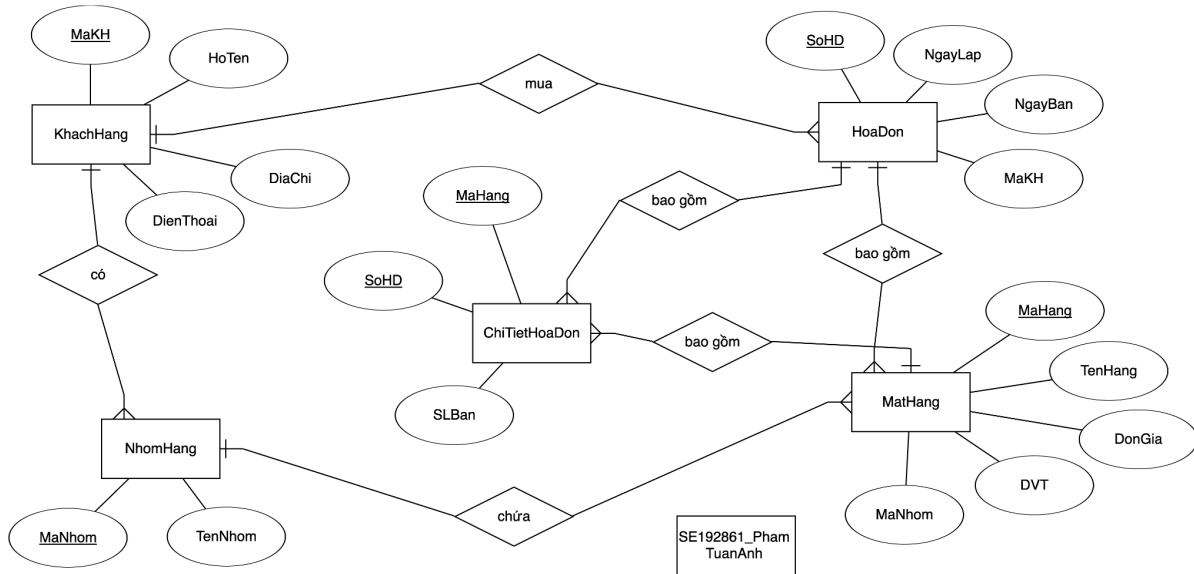 MaKH
HoTen
KhachHang
DiaChi
DienThoai
mua
SoHD
NgayLap
NgayBan
HoaDon
MaKH
bao gồm
MaHang
bao gồm
có
SoHD
ChiTietHoaDon
bao gồm
SLBan
MaHang
TenHang
MatHang
DonGia
DVT
MaNhom
NhomHang
MaNhom
TenNhom
chứa
SE192861_Pham
TuanAnh